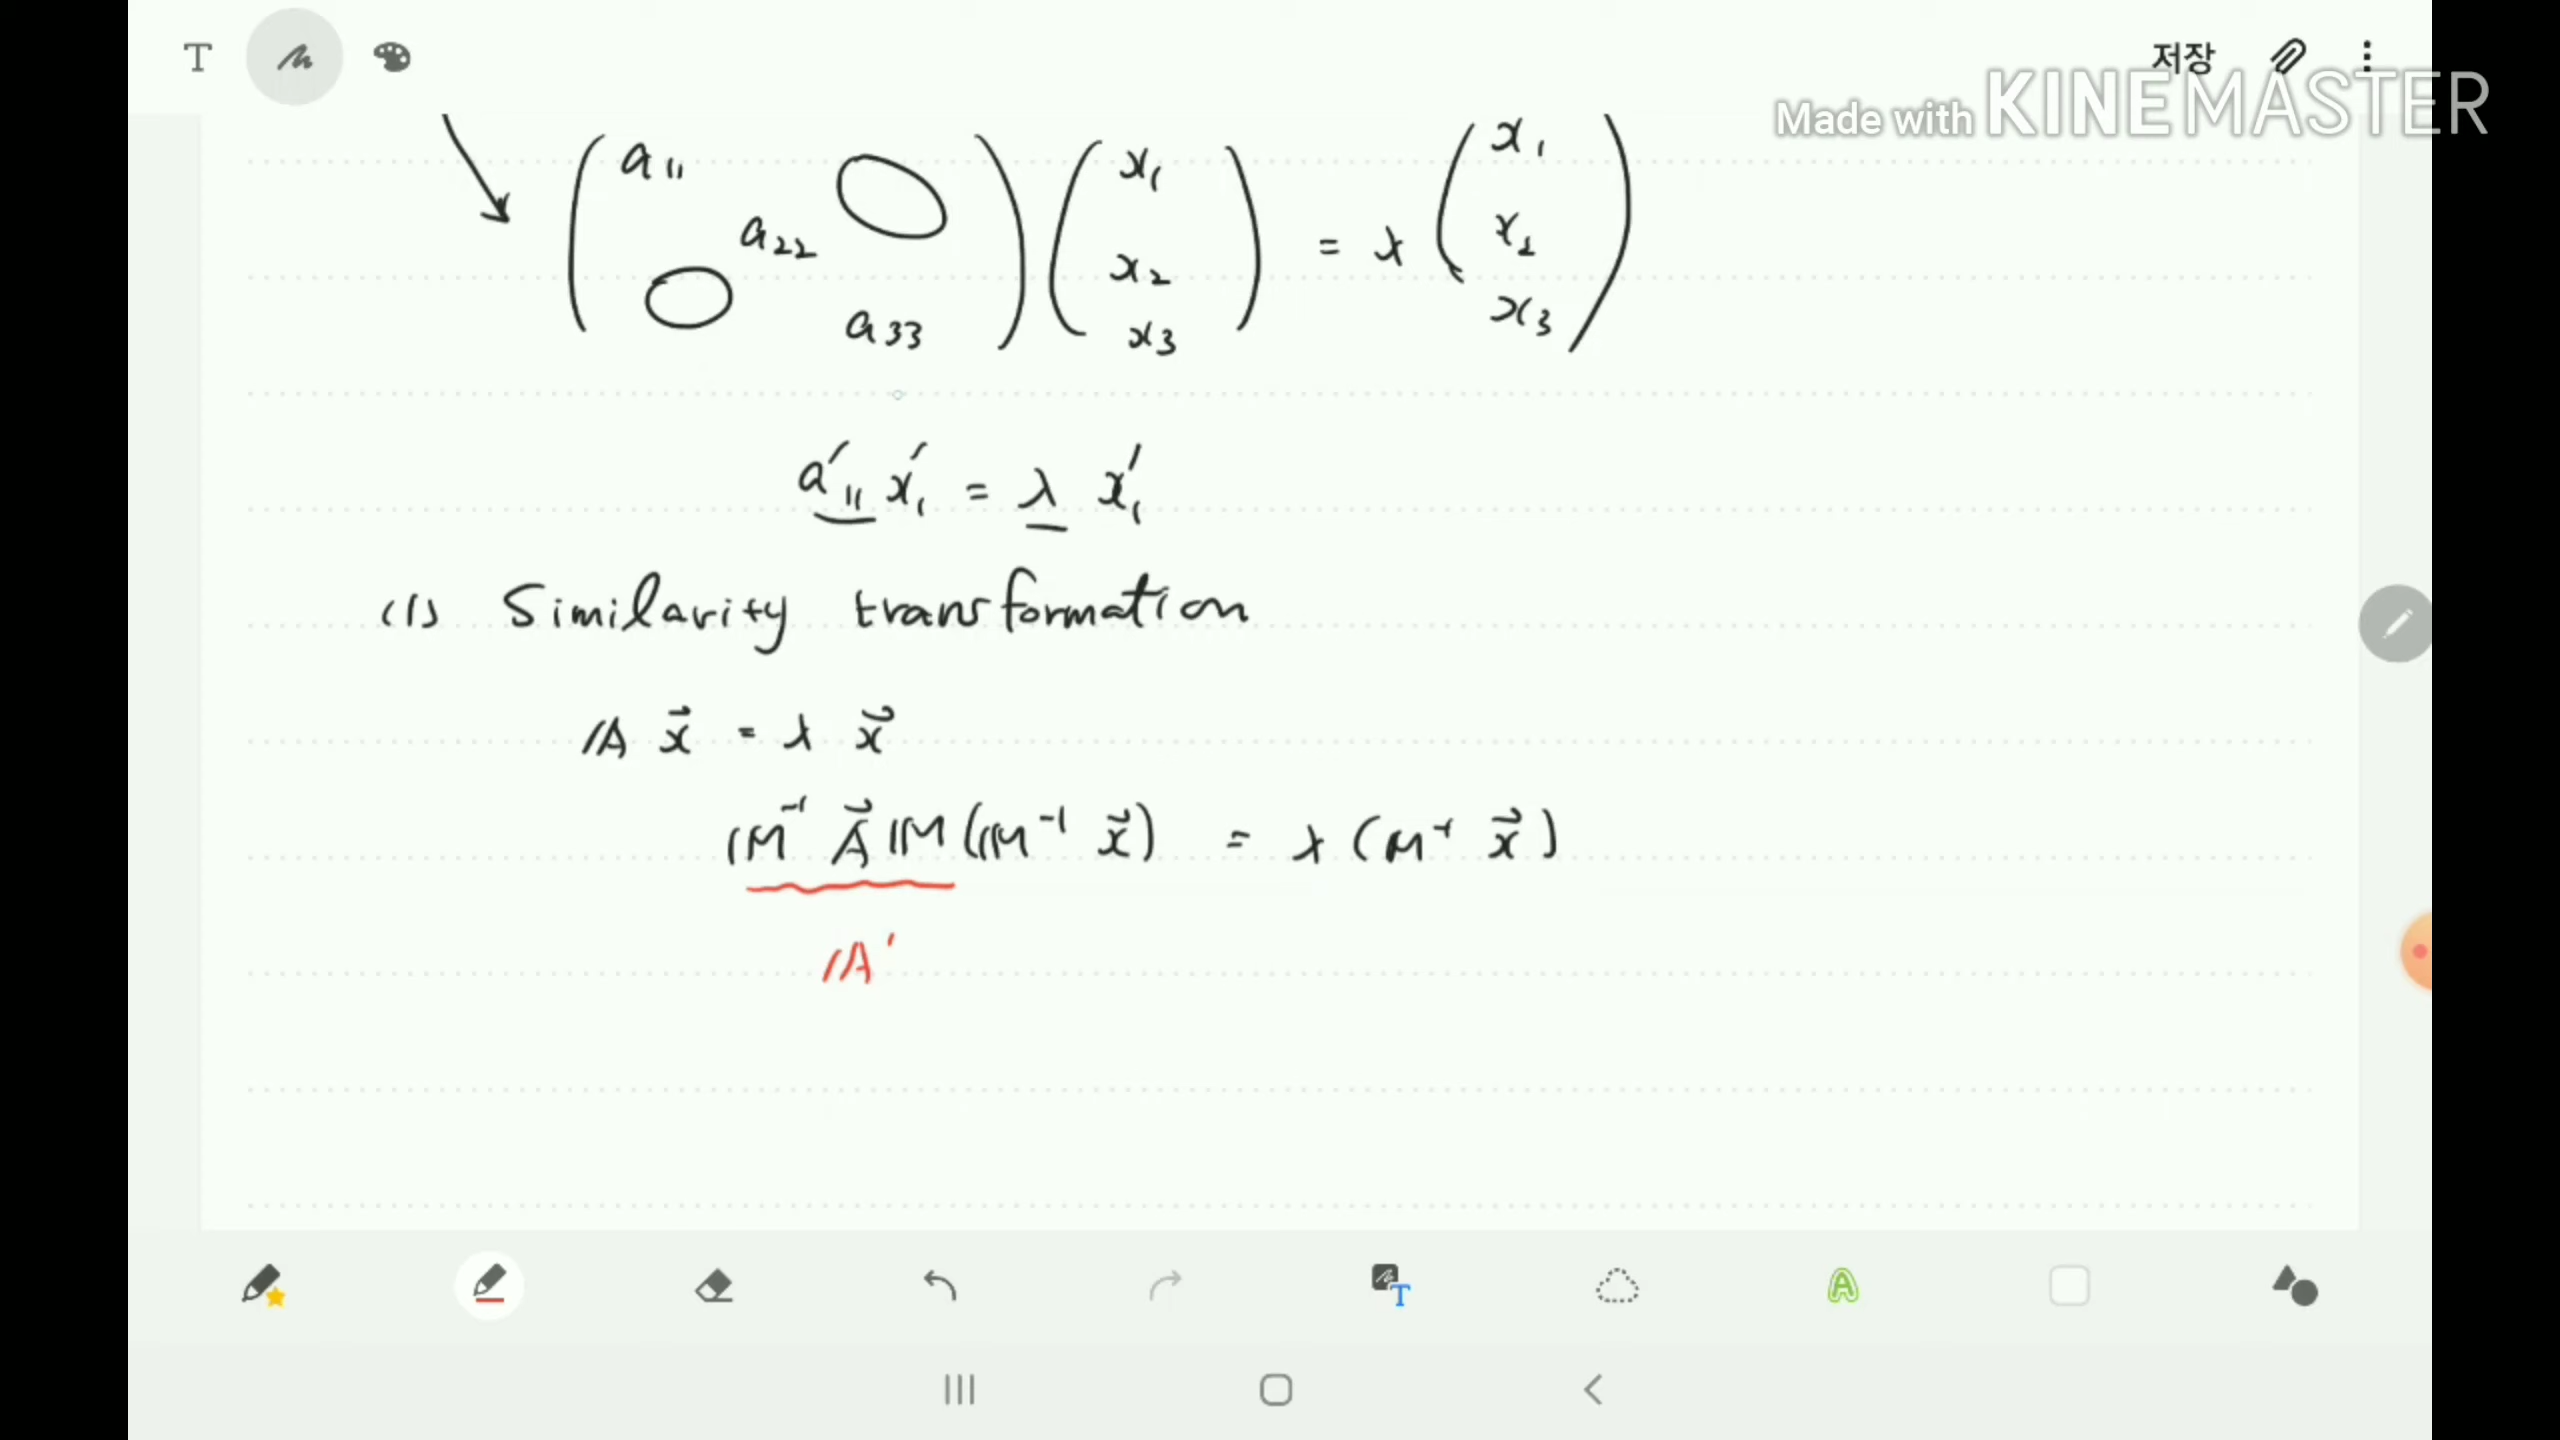 T 저장
Made with KINEMASTER
a₁₁ x₁ x₁
a₂₂ x₂ = λ x₂
a₃₃ x₃ x₃
a′₁₁ x′₁ = λ x′₁
(1) Similarity transformation
𝔸 x⃗ = λ x⃗
𝕄⁻¹ A⃗ 𝕄 (𝕄⁻¹ x⃗) = λ (M⁻¹ x⃗)
𝔸′
T A